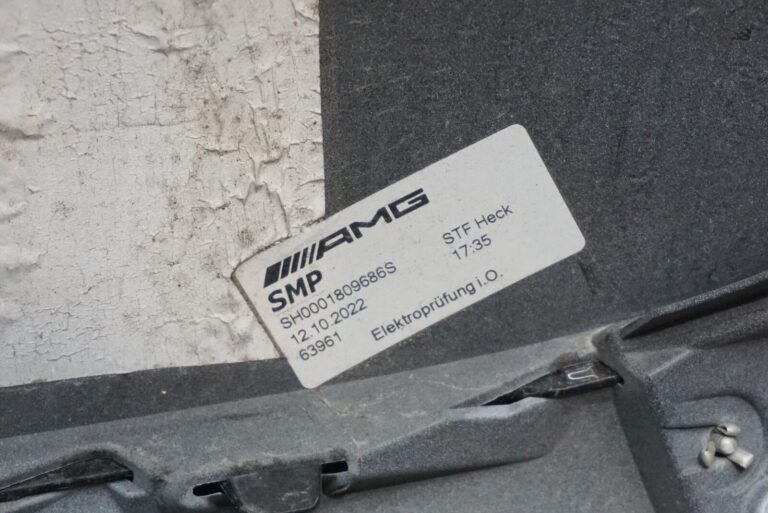 AMG
SMP
SH0001809686S
12.10.2022
63961
STF Heck
17:35
Elektroprüfung i.O.